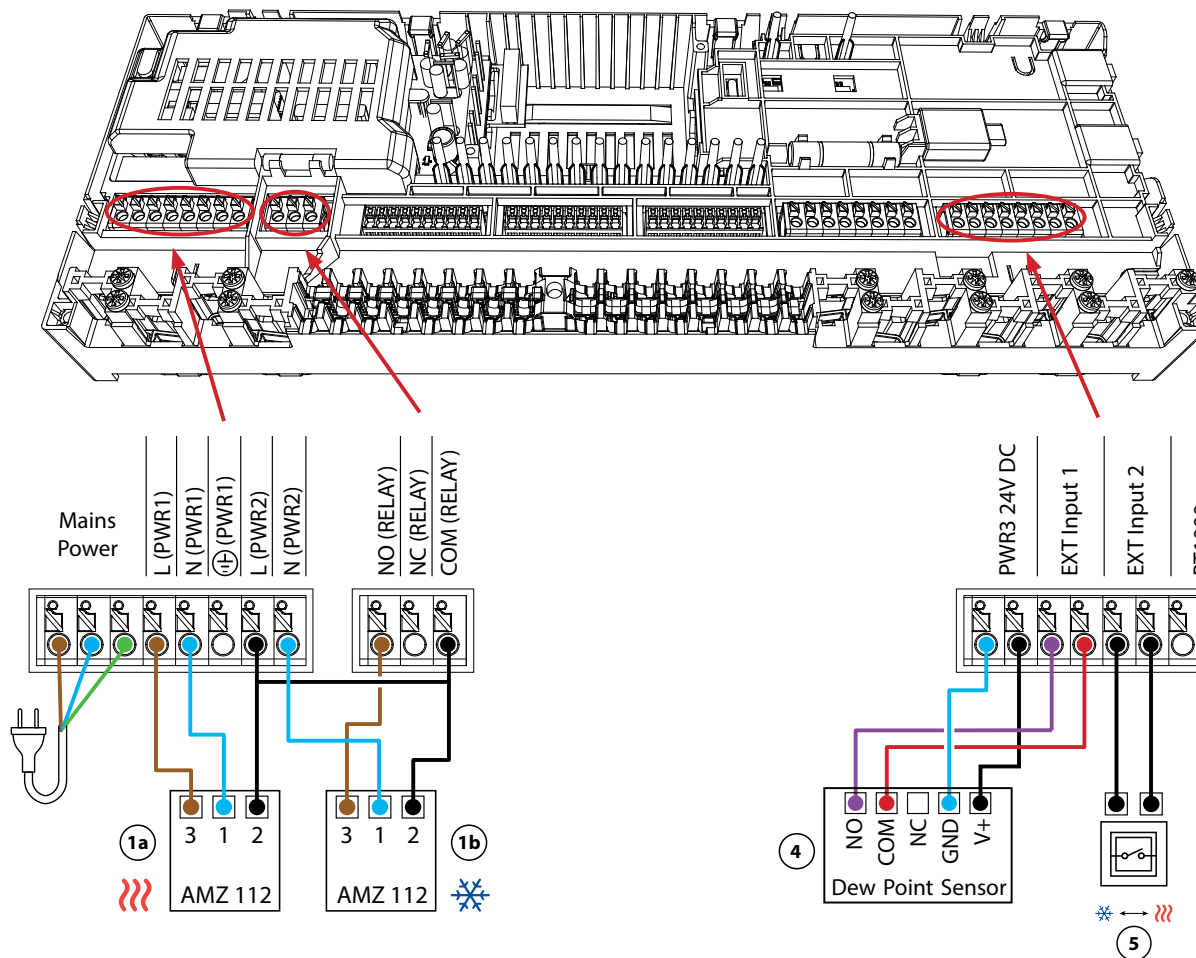 Mains
Power
L (PWR1)
N (PWR1)
(PWR1)
L (PWR2)
N (PWR2)
NO (RELAY)
NC (RELAY)
COM (RELAY)
PWR3 24V DC
EXT Input 1
EXT Input 2
3 1 2
AMZ 112
1a
3 1 2
AMZ 112
1b
4
NO
COM
NC
GND
V+
Dew Point Sensor
5